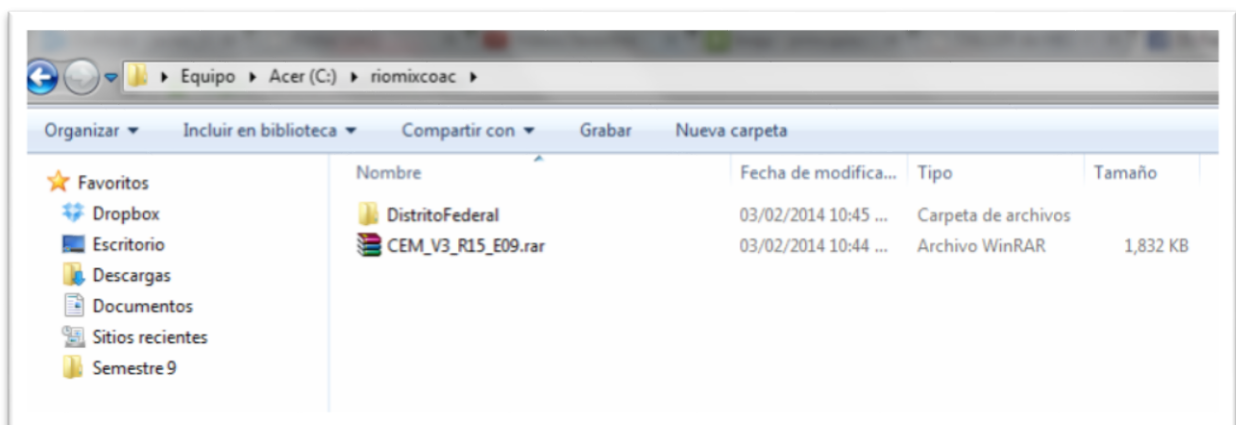 Equipo Acer (C:) riomixcoac
Organizar Incluir en biblioteca Compartir con Grabar Nueva carpeta
Favoritos
Dropbox
Escritorio
Descargas
Documentos
Sitios recientes
Semestre 9
Nombre Fecha de modifica... Tipo Tamaño
DistritoFederal 03/02/2014 10:45 ... Carpeta de archivos
CEM_V3_R15_E09.rar 03/02/2014 10:44 ... Archivo WinRAR 1,832 KB